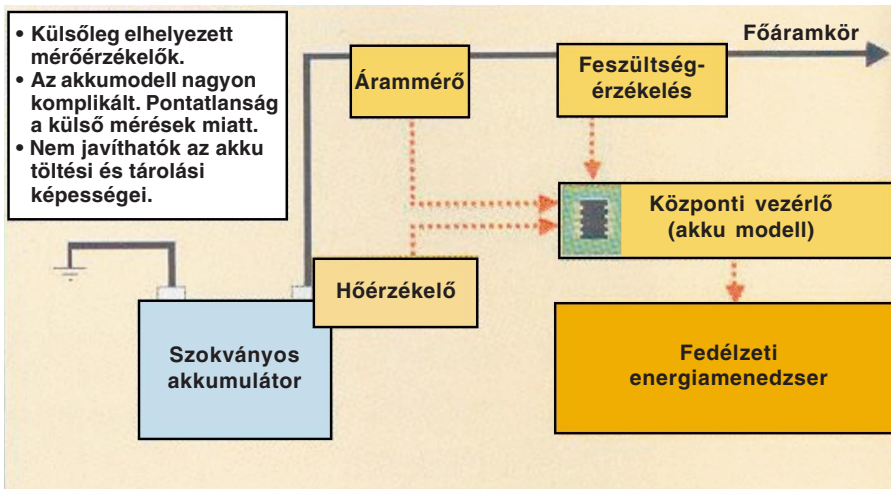 • Külsőleg elhelyezett
mérőérzékelők.
• Az akkumodell nagyon
komplikált. Pontatlanság
a külső mérések miatt.
• Nem javíthatók az akku
töltési és tárolási
képességei.
Főáramkör
Árammérő
Feszültség-
érzékelés
Központi vezérlő
(akku modell)
Hőérzékelő
Szokványos
akkumulátor
Fedélzeti
energiamenedzser